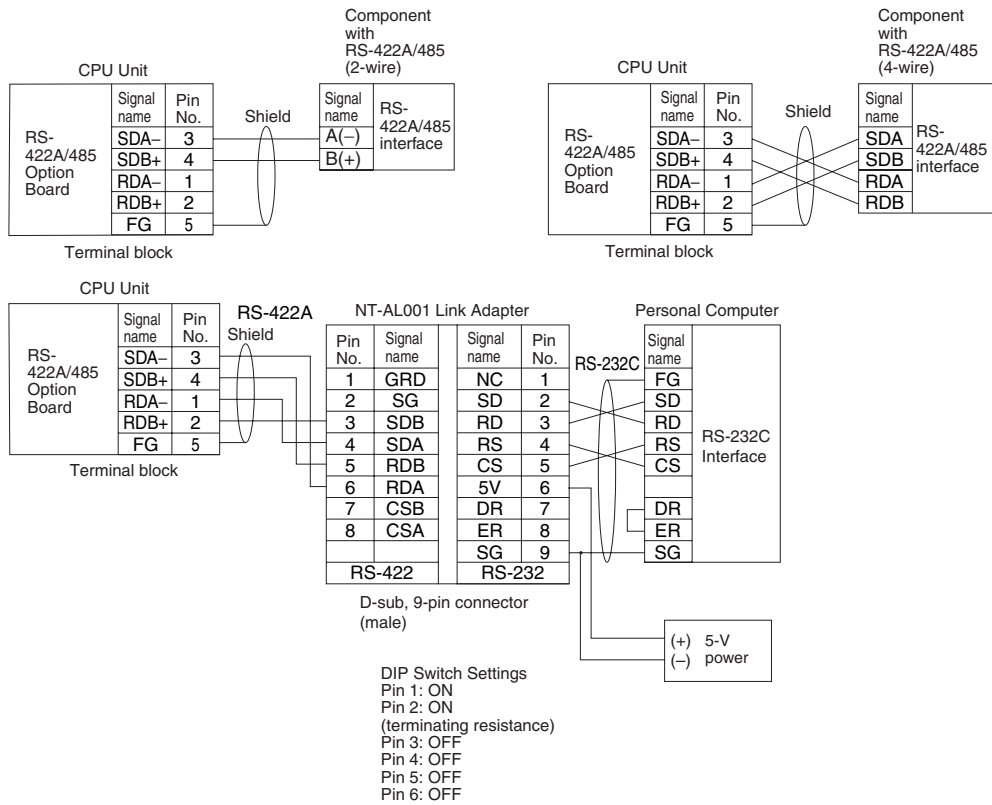 Component
with
RS-422A/485
(2-wire)
CPU Unit
Signal name Pin No.
RS-422A/485 Option Board
SDA− 3
SDB+ 4
RDA− 1
RDB+ 2
FG 5
Terminal block
Shield
Signal name
A(−)
B(+)
RS-422A/485 interface
Component
with
RS-422A/485
(4-wire)
CPU Unit
Signal name Pin No.
RS-422A/485 Option Board
SDA− 3
SDB+ 4
RDA− 1
RDB+ 2
FG 5
Terminal block
Shield
Signal name
SDA
SDB
RDA
RDB
RS-422A/485 interface
CPU Unit
Signal name Pin No.
RS-422A/485 Option Board
SDA− 3
SDB+ 4
RDA− 1
RDB+ 2
FG 5
Terminal block
RS-422A
Shield
NT-AL001 Link Adapter
Pin No. Signal name Signal name Pin No.
1 GRD NC 1
2 SG SD 2
3 SDB RD 3
4 SDA RS 4
5 RDB CS 5
6 RDA 5V 6
7 CSB DR 7
8 CSA ER 8
SG 9
RS-422 RS-232
D-sub, 9-pin connector
(male)
RS-232C
Personal Computer
Signal name
FG
SD
RD
RS
CS
DR
ER
SG
RS-232C
Interface
(+) 5-V
(−) power
DIP Switch Settings
Pin 1: ON
Pin 2: ON
(terminating resistance)
Pin 3: OFF
Pin 4: OFF
Pin 5: OFF
Pin 6: OFF